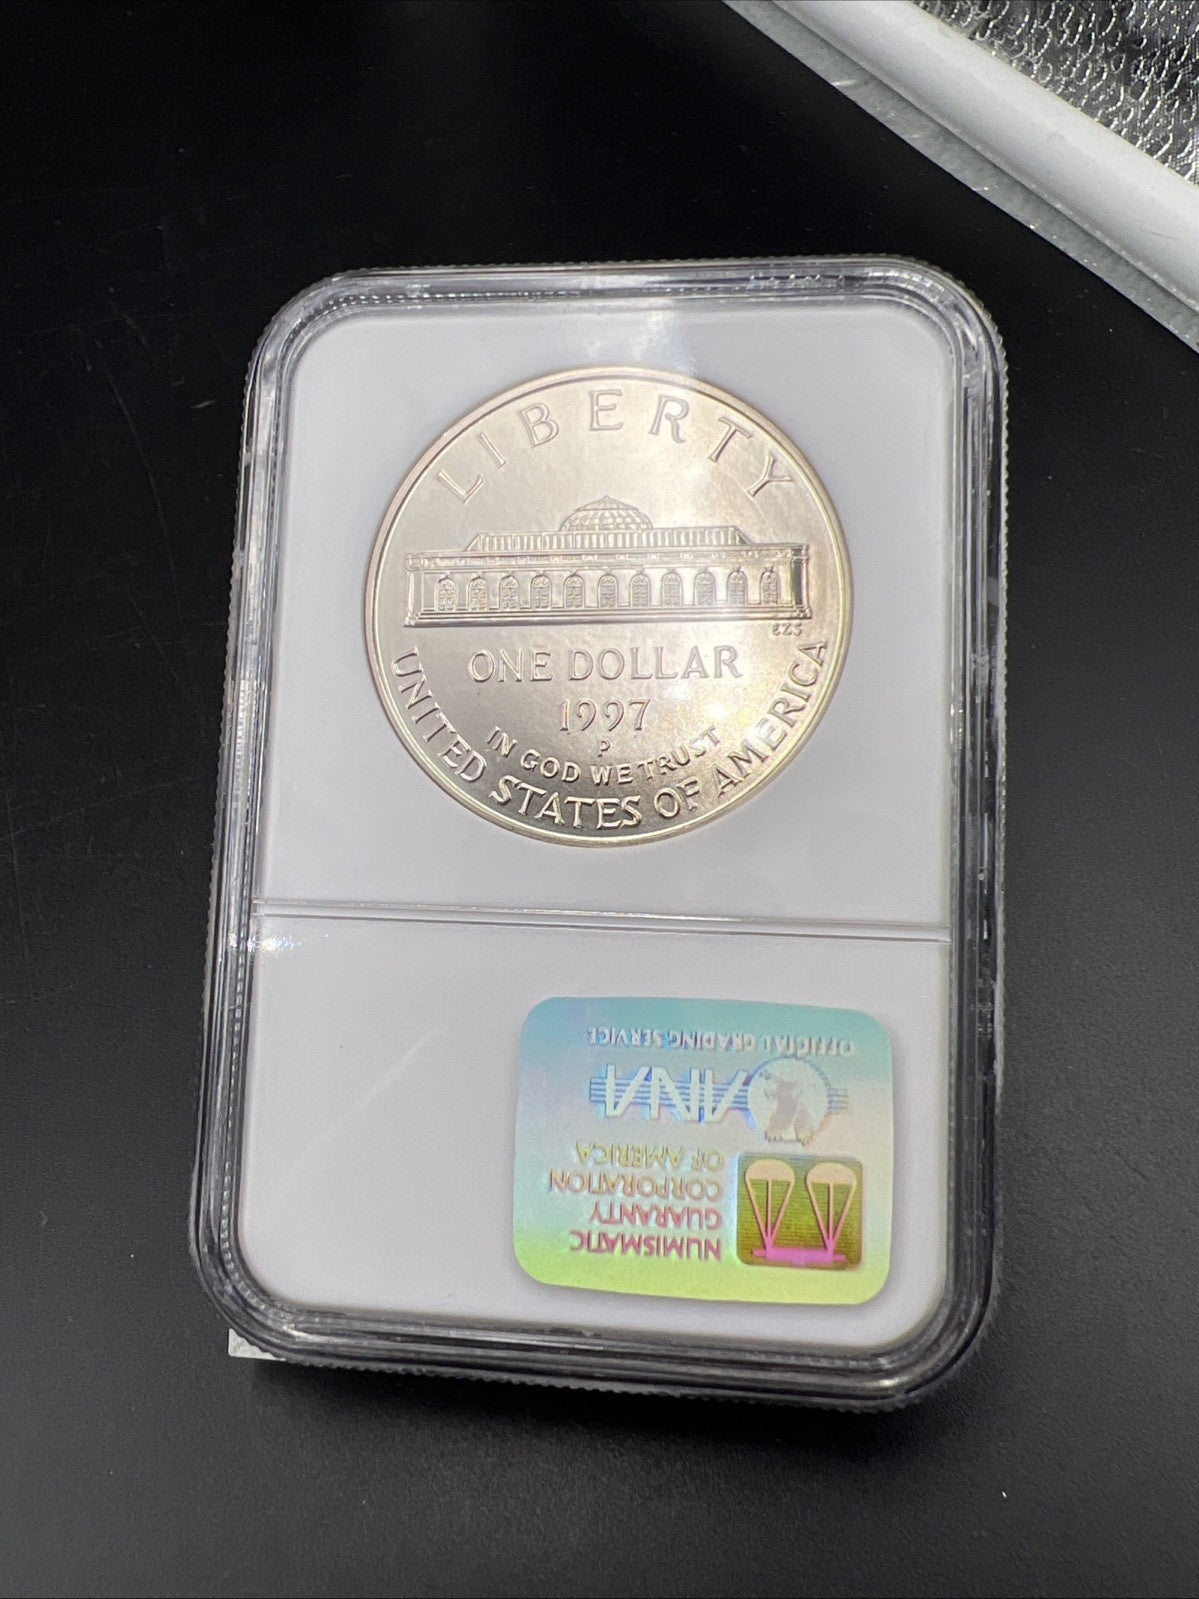 LIBERTY
ONE DOLLAR
1997
P
IN GOD WE TRUST
UNITED STATES OF AMERICA
NUMISMATIC
GUARANTY
CORPORATION
OF AMERICA
ANA
OFFICIAL GRADING SERVICE